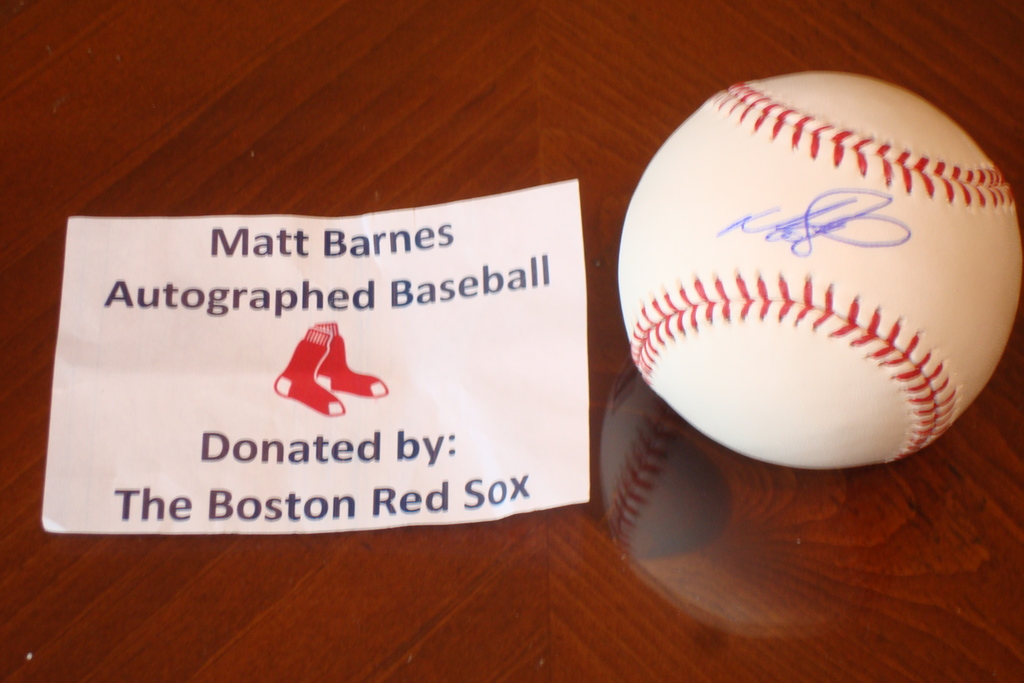 Matt Barnes
Autographed Baseball
Donated by:
The Boston Red Sox